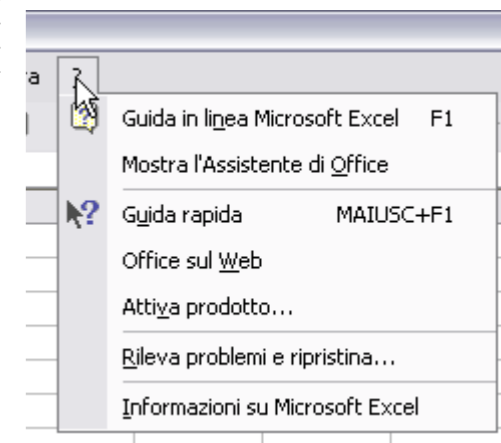 a ?
Guida in linea Microsoft Excel F1
Mostra l'Assistente di Office
Guida rapida MAIUSC+F1
Office sul Web
Attiva prodotto...
Rileva problemi e ripristina...
Informazioni su Microsoft Excel